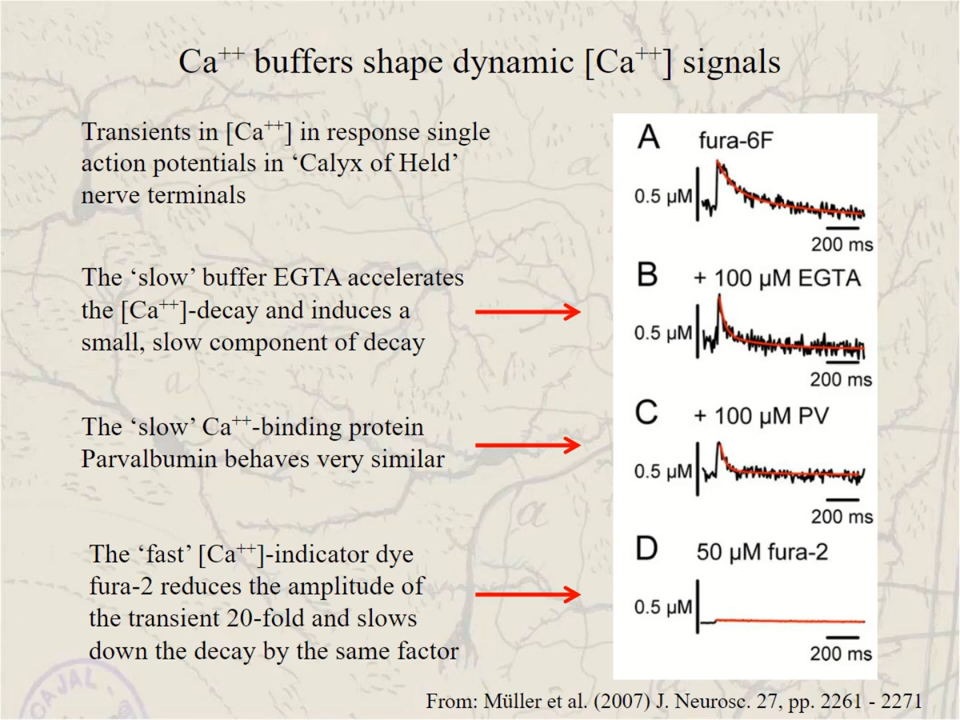 Ca++ buffers shape dynamic [Ca++] signals
Transients in [Ca++] in response single
action potentials in ‘Calyx of Held’
nerve terminals
The ‘slow’ buffer EGTA accelerates
the [Ca++]-decay and induces a
small, slow component of decay
The ‘slow’ Ca++-binding protein
Parvalbumin behaves very similar
The ‘fast’ [Ca++]-indicator dye
fura-2 reduces the amplitude of
the transient 20-fold and slows
down the decay by the same factor
A fura-6F
0.5 µM
200 ms
B + 100 µM EGTA
0.5 µM
200 ms
C + 100 µM PV
0.5 µM
200 ms
D 50 µM fura-2
0.5 µM
200 ms
a
a
a
CAJAL
From: Müller et al. (2007) J. Neurosc. 27, pp. 2261 - 2271